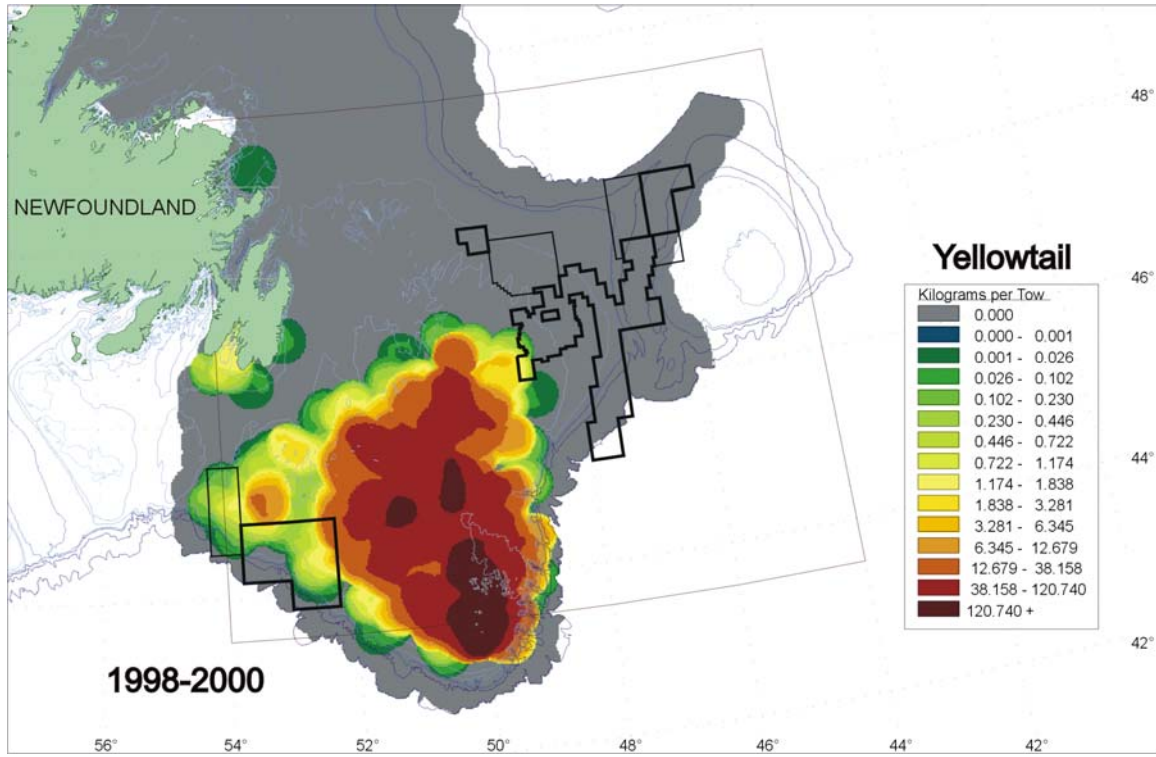 48°
NEWFOUNDLAND
46°
Yellowtail
Kilograms per Tow
0.000
0.000 - 0.001
0.001 - 0.026
0.026 - 0.102
0.102 - 0.230
0.230 - 0.446
0.446 - 0.722
0.722 - 1.174
1.174 - 1.838
1.838 - 3.281
3.281 - 6.345
6.345 - 12.679
12.679 - 38.158
38.158 - 120.740
120.740 +
44°
42°
1998-2000
56°
54°
52°
50°
48°
46°
44°
42°